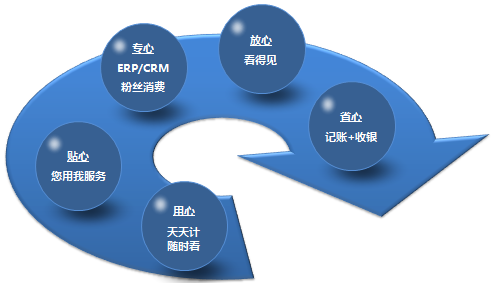 专心
ERP/CRM
粉丝消费
放心
看得见
省心
记账+收银
贴心
您用我服务
用心
天天计
随时看